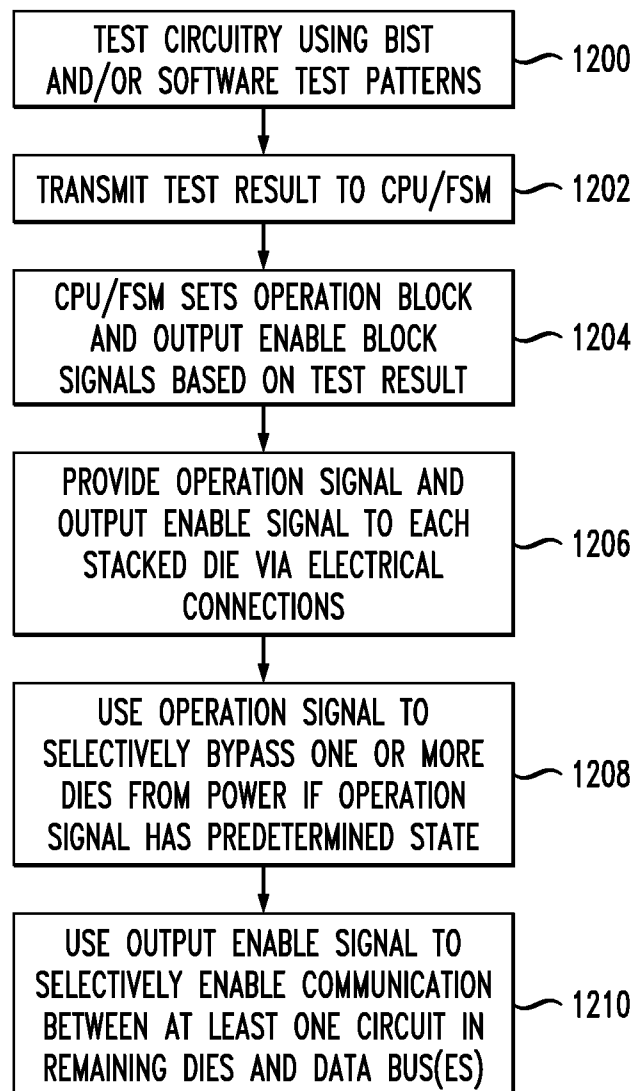 TEST CIRCUITRY USING BIST
AND/OR SOFTWARE TEST PATTERNS
1200
TRANSMIT TEST RESULT TO CPU/FSM
1202
CPU/FSM SETS OPERATION BLOCK
AND OUTPUT ENABLE BLOCK
SIGNALS BASED ON TEST RESULT
1204
PROVIDE OPERATION SIGNAL AND
OUTPUT ENABLE SIGNAL TO EACH
STACKED DIE VIA ELECTRICAL
CONNECTIONS
1206
USE OPERATION SIGNAL TO
SELECTIVELY BYPASS ONE OR MORE
DIES FROM POWER IF OPERATION
SIGNAL HAS PREDETERMINED STATE
1208
USE OUTPUT ENABLE SIGNAL TO
SELECTIVELY ENABLE COMMUNICATION
BETWEEN AT LEAST ONE CIRCUIT IN
REMAINING DIES AND DATA BUS(ES)
1210